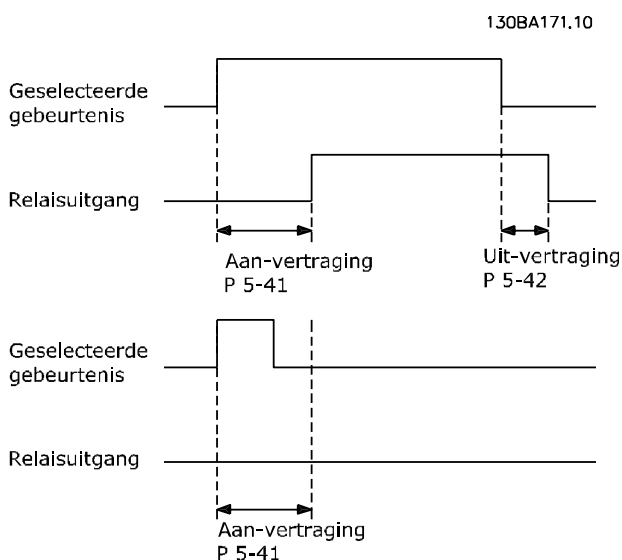 130BA171.10
Geselecteerde
gebeurtenis
Relaisuitgang
Aan-vertraging
P 5-41
Uit-vertraging
P 5-42
Geselecteerde
gebeurtenis
Relaisuitgang
Aan-vertraging
P 5-41